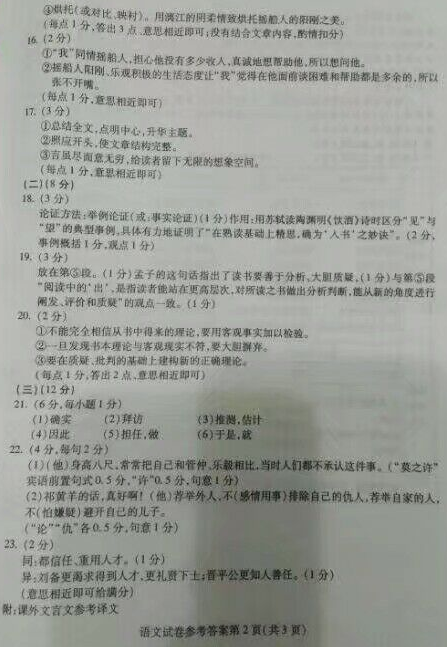 ④烘托(或对比、映衬)。用漓江的阴柔情致烘托摇船人的阳刚之美。
(每点1分,答出3点、意思相近即可;没有结合文章内容,酌情扣分)
16. (2分)
①“我”同情摇船人,担心他没有多少收入,真诚地想帮助他,所以想问他。
②摇船人阳刚、乐观积极的生活态度让“我”觉得在他面前谈困难和帮助都是多余的,所以
张不开嘴。
(每点1分,意思相近即可)
17. (3分)
①总结全文,点明中心,升华主题。
②照应开头,使文章结构完整。
③言虽尽而意无穷,给读者留下无限的想象空间。
(每点1分,意思相近即可)
(二)(8分)
18. (3分)
论证方法:举例论证(或:事实论证)(1分)作用:用苏轼读陶渊明《饮酒》诗时区分“见”与
“望”的典型事例,具体有力地证明了“在熟读基础上精思,确为‘入书’之妙诀”。(2分,
事例概括1分,观点1分)
19. (3分)
放在第⑤段。(1分)孟子的这句话指出了读书要善于分析、大胆质疑,(1分)与第⑤段
“阅读中的‘出’,是指读者能站在更高层次,对所读之书做出分析判断,能从新的角度进行
阐发、评价和质疑”的观点一致。(1分)
20. (2分)
①不能完全相信从书中得来的理论,要用客观事实加以检验。
②一旦发现书本理论与客观现实不符,要大胆摒弃。
③要在质疑、批判的基础上建构新的正确理论。
(每点1分,答出2点、意思相近即可)
(三)(12分)
21. (6分,每小题1分)
(1)确实 (2)拜访 (3)推测,估计
(4)因此 (5)担任,做 (6)于是,就
22. (4分,每句2分)
(1)(他)身高八尺,常常把自己和管仲、乐毅相比,当时人们都不承认这件事。(“莫之许”
宾语前置句式0.5分,“许”0.5分,句意1分)
(2)祁黄羊的话,真好啊!(他)荐举外人,不(感情用事)排除自己的仇人,荐举自家的人,
不(怕嫌疑)避开自己的儿子。
(“论”“仇”各0.5分,句意1分)
23. (2分)
同:都信任、重用人才。(1分)
异:刘备更渴求得到人才,更礼贤下士;晋平公更知人善任。(1分)
(意思相近即可给满分)
附:课外文言文参考译文
语文试卷参考答案第2页(共3页)